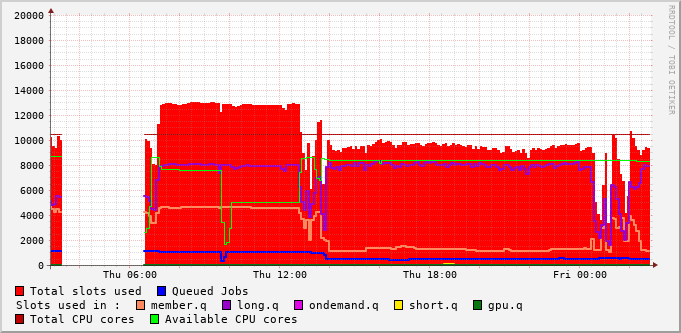 20000
18000
16000
14000
12000
10000
8000
6000
4000
2000
0
Thu 06:00 Thu 12:00 Thu 18:00 Fri 00:00
RRDTOOL / TOBI OETIKER
Total slots used Queued Jobs
Slots used in : member.q long.q ondemand.q short.q gpu.q
Total CPU cores Available CPU cores